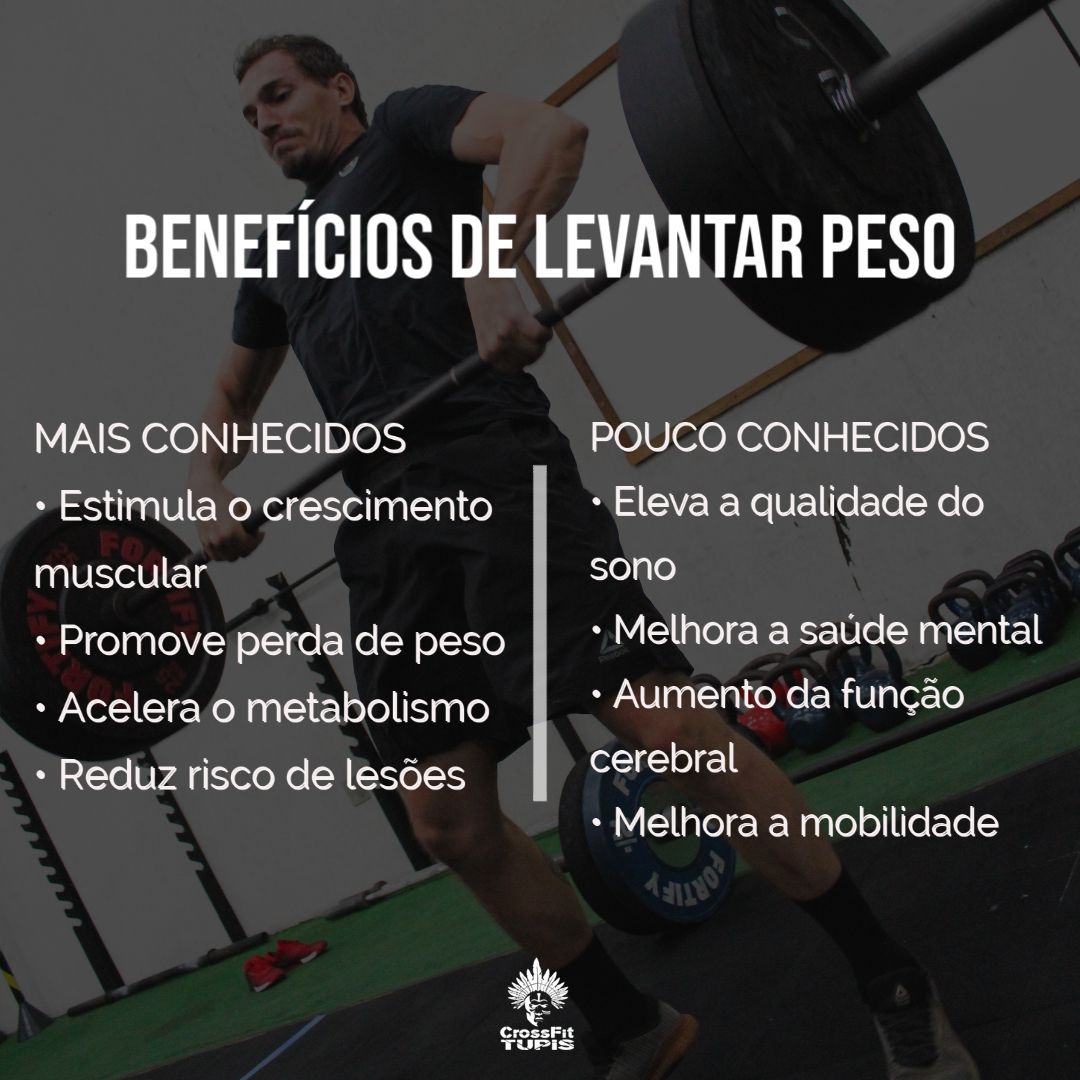 BENEFÍCIOS DE LEVANTAR PESO
MAIS CONHECIDOS
• Estimula o crescimento
muscular
• Promove perda de peso
• Acelera o metabolismo
• Reduz risco de lesões
POUCO CONHECIDOS
• Eleva a qualidade do
sono
• Melhora a saúde mental
• Aumento da função
cerebral
• Melhora a mobilidade
FORTIFY
FORTIFY
CrossFit
TUPIS